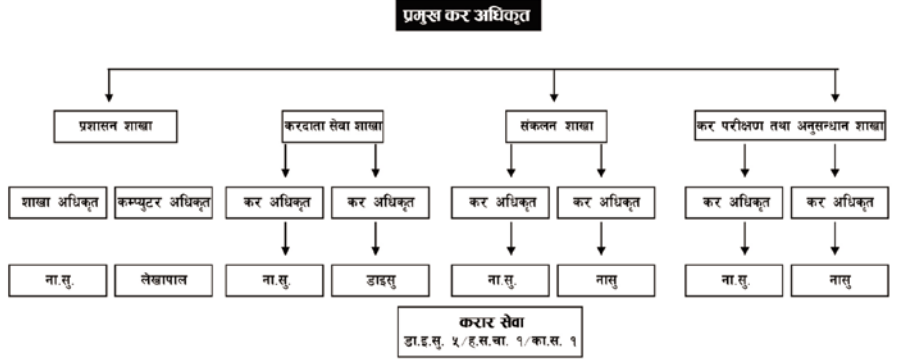 प्रमुख कर अधिकृत
प्रशासन शाखा करदाता सेवा शाखा संकलन शाखा कर परीक्षण तथा अनुसन्धान शाखा
शाखा अधिकृत कम्प्युटर अधिकृत कर अधिकृत कर अधिकृत कर अधिकृत कर अधिकृत कर अधिकृत कर अधिकृत
ना.सु. लेखापाल ना.सु. डाइसु ना.सु. नासु ना.सु. नासु
करार सेवा
डा.इ.सु. ५/ह.स.चा. १/का.स. १